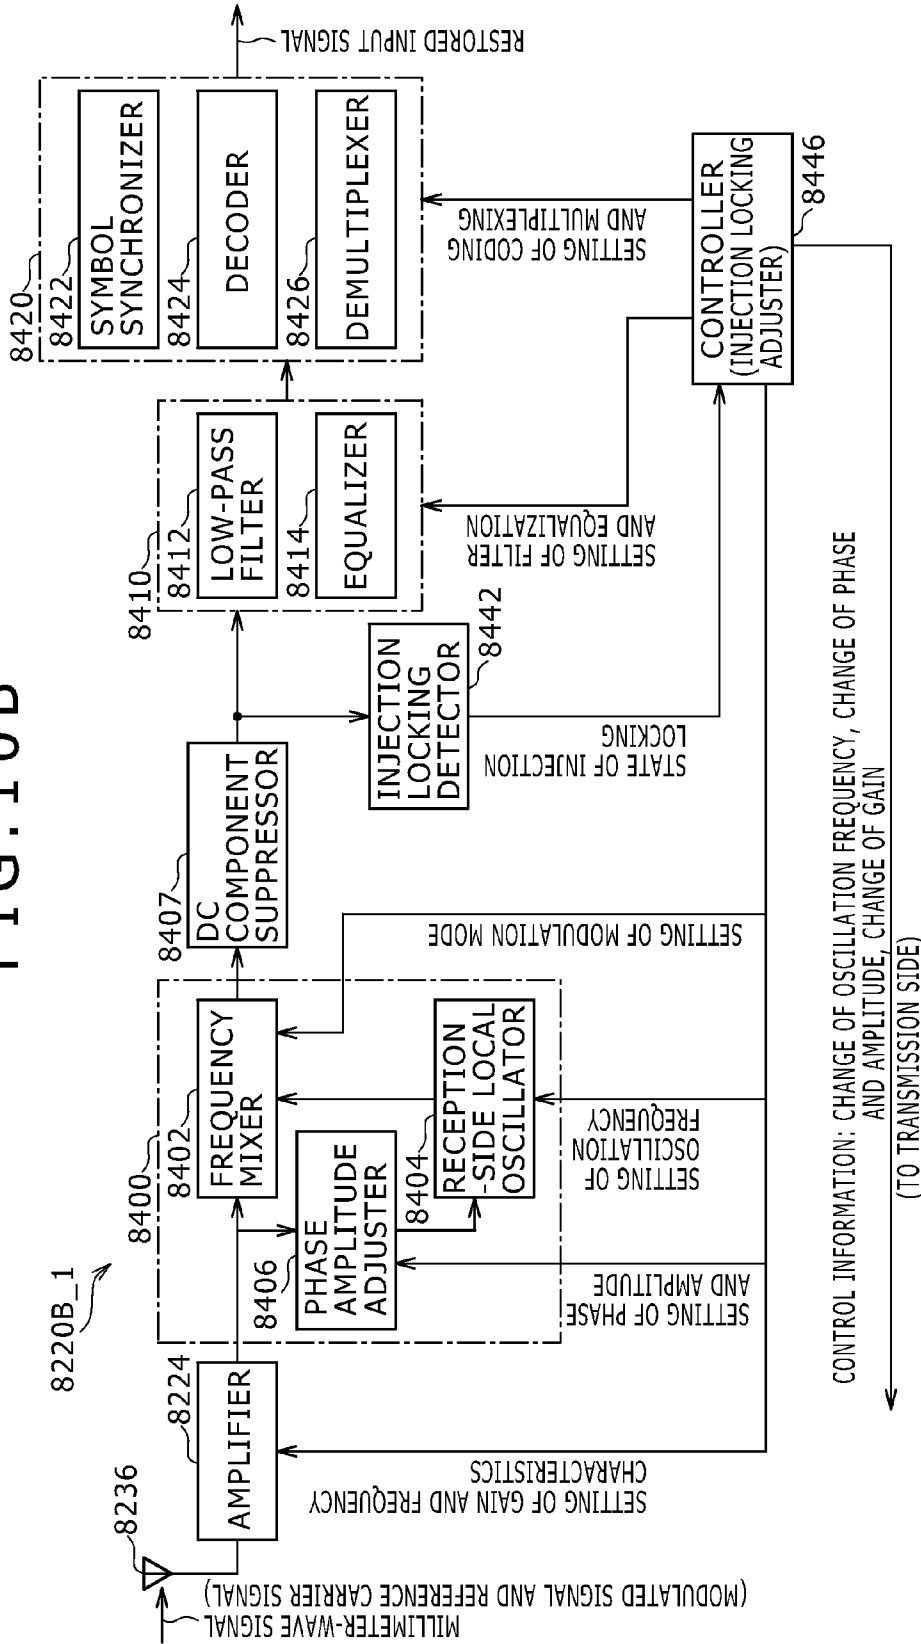 FIG.10B
8220B_1
8236
MILLIMETER-WAVE SIGNAL
(MODULATED SIGNAL AND REFERENCE CARRIER SIGNAL)
8224
AMPLIFIER
SETTING OF GAIN AND FREQUENCY
CHARACTERISTICS
8400
8402
FREQUENCY
MIXER
8406
PHASE
AMPLITUDE
ADJUSTER
SETTING OF PHASE
AND AMPLITUDE
8404
RECEPTION
-SIDE LOCAL
OSCILLATOR
SETTING OF
OSCILLATION
FREQUENCY
SETTING OF MODULATION MODE
8407
DC
COMPONENT
SUPPRESSOR
INJECTION
LOCKING
DETECTOR
8442
STATE OF INJECTION
LOCKING
8410
8412
LOW-PASS
FILTER
8414
EQUALIZER
SETTING OF FILTER
AND EQUALIZATION
8420
8422
SYMBOL
SYNCHRONIZER
8424
DECODER
8426
DEMULTIPLEXER
SETTING OF CODING
AND MULTIPLEXING
RESTORED INPUT SIGNAL
CONTROLLER
(INJECTION LOCKING
ADJUSTER)
8446
CONTROL INFORMATION: CHANGE OF OSCILLATION FREQUENCY, CHANGE OF PHASE
AND AMPLITUDE, CHANGE OF GAIN
(TO TRANSMISSION SIDE)